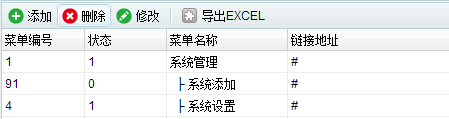 添加 删除 修改 导出EXCEL
菜单编号 状态 菜单名称 链接地址
1 1 系统管理 #
91 0 ├ 系统添加 #
4 1 ├ 系统设置 #